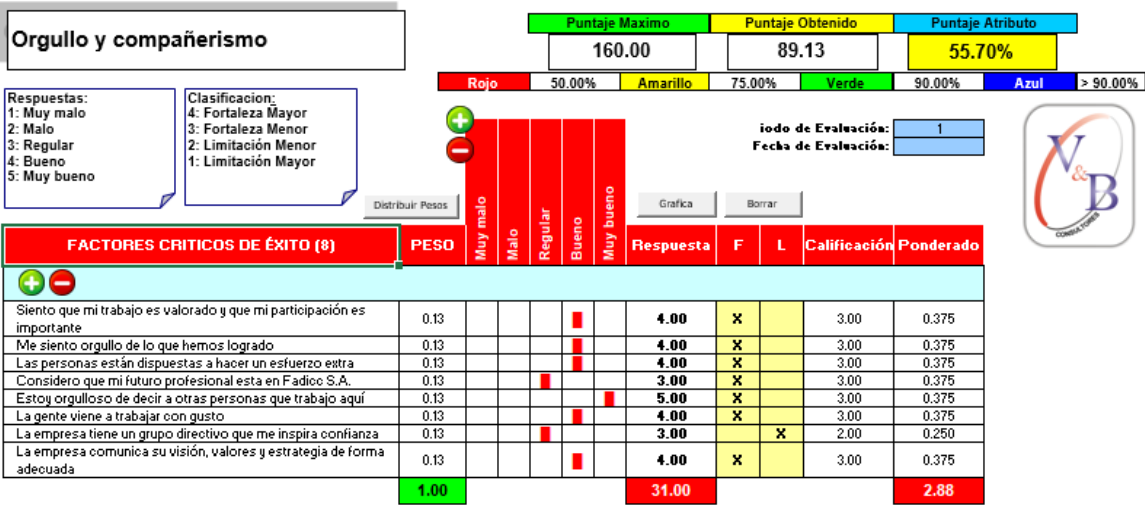 Orgullo y compañerismo
Puntaje Maximo Puntaje Obtenido Puntaje Atributo
160.00 89.13 55.70%
Rojo 50.00% Amarillo 75.00% Verde 90.00% Azul > 90.00%
Respuestas:
1: Muy malo
2: Malo
3: Regular
4: Bueno
5: Muy bueno
Clasificacion:
4: Fortaleza Mayor
3: Fortaleza Menor
2: Limitación Menor
1: Limitación Mayor
iodo de Evaluación: 1
Fecha de Evaluación:
V&B
CONSULTORES
Distribuir Pesos
Grafica
Borrar
FACTORES CRITICOS DE ÉXITO (8) PESO Muy malo Malo Regular Bueno Muy bueno Respuesta F L Calificación Ponderado
Siento que mi trabajo es valorado y que mi participación es
importante 0.13 4.00 X 3.00 0.375
Me siento orgullo de lo que hemos logrado 0.13 4.00 X 3.00 0.375
Las personas están dispuestas a hacer un esfuerzo extra 0.13 4.00 X 3.00 0.375
Considero que mi futuro profesional esta en Fadicc S.A. 0.13 3.00 X 3.00 0.375
Estoy orgulloso de decir a otras personas que trabajo aquí 0.13 5.00 X 3.00 0.375
La gente viene a trabajar con gusto 0.13 4.00 X 3.00 0.375
La empresa tiene un grupo directivo que me inspira confianza 0.13 3.00 X 2.00 0.250
La empresa comunica su visión, valores y estrategia de forma
adecuada 0.13 4.00 X 3.00 0.375
1.00 31.00 2.88